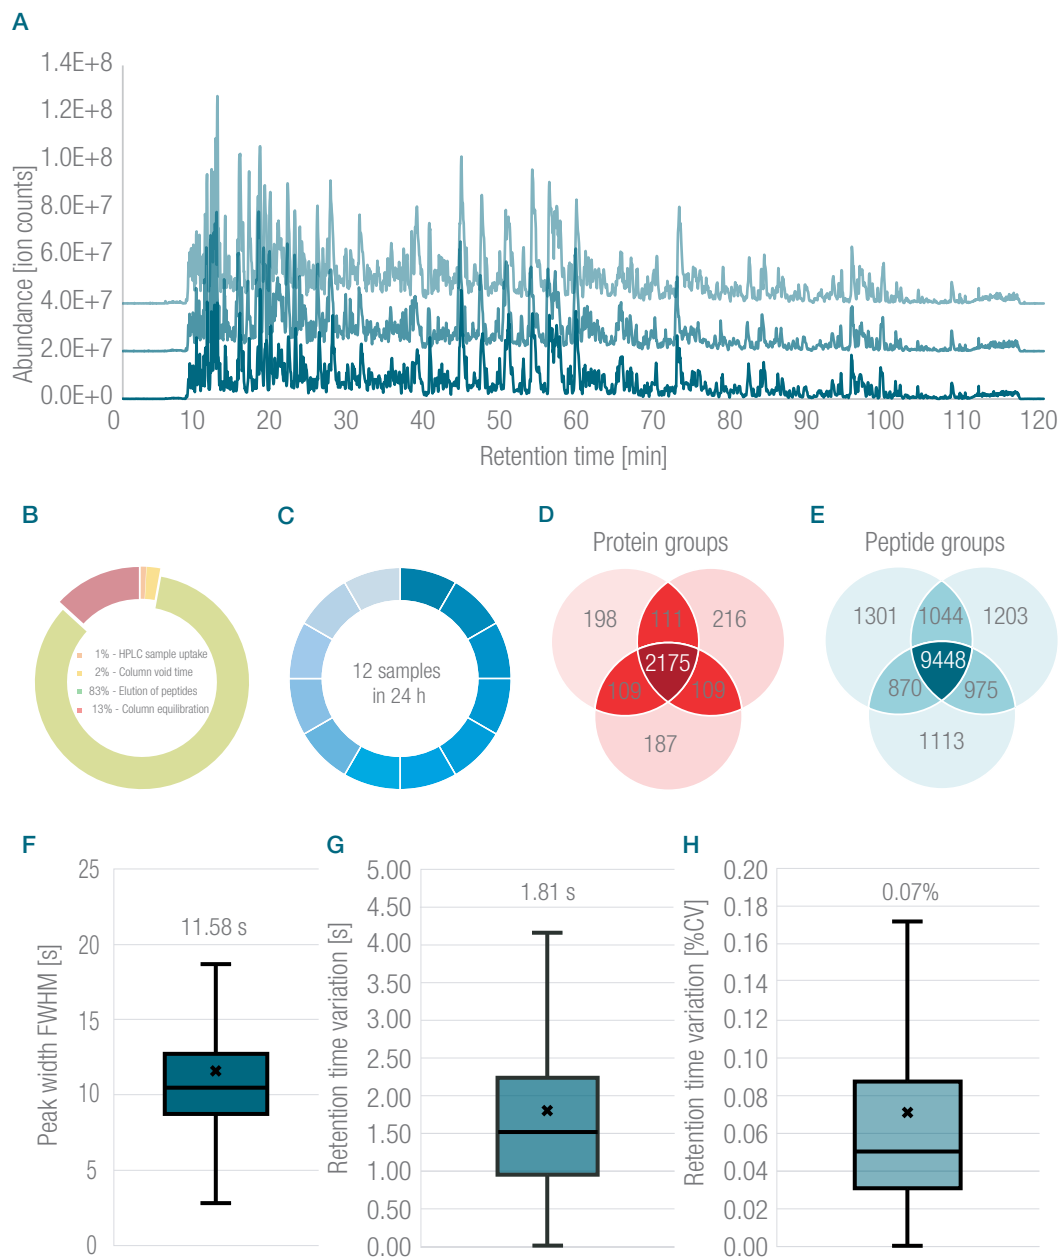 A
1.4E+8
1.2E+8
1.0E+8
8.0E+7
6.0E+7
4.0E+7
2.0E+7
0.0E+0
Abundance [ion counts]
0 10 20 30 40 50 60 70 80 90 100 110 120
Retention time [min]
B
1% - HPLC sample uptake
2% - Column void time
83% - Elution of peptides
13% - Column equilibration
C
12 samples
in 24 h
D
Protein groups
198 111 216
2175
109 109
187
E
Peptide groups
1301 1044 1203
9448
870 975
1113
F
25
20
15
10
5
0
Peak width FWHM [s]
11.58 s
G
5.00
4.50
4.00
3.50
3.00
2.50
2.00
1.50
1.00
0.50
0.00
Retention time variation [s]
1.81 s
H
0.20
0.18
0.16
0.14
0.12
0.10
0.08
0.06
0.04
0.02
0.00
Retention time variation [%CV]
0.07%